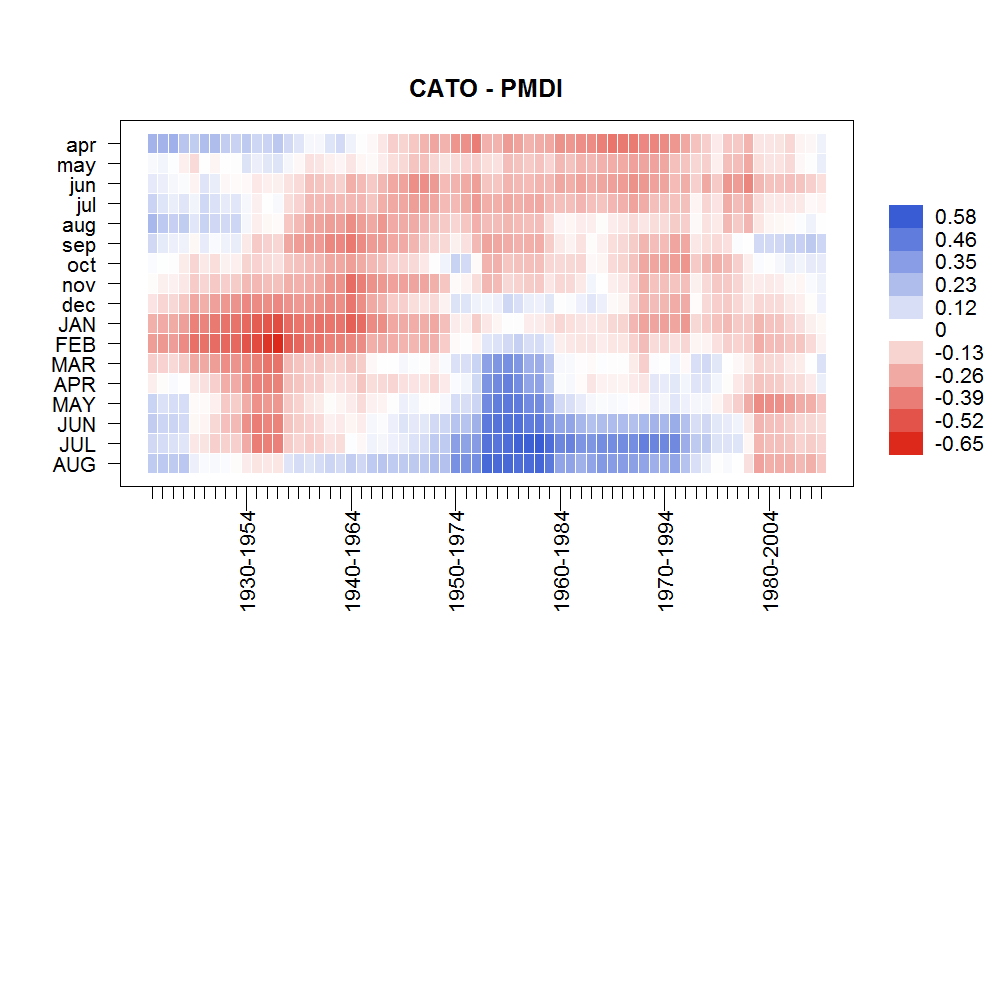 CATO - PMDI
apr
may
jun
jul
aug
sep
oct
nov
dec
JAN
FEB
MAR
APR
MAY
JUN
JUL
AUG
0.58
0.46
0.35
0.23
0.12
0
-0.13
-0.26
-0.39
-0.52
-0.65
1930-1954
1940-1964
1950-1974
1960-1984
1970-1994
1980-2004